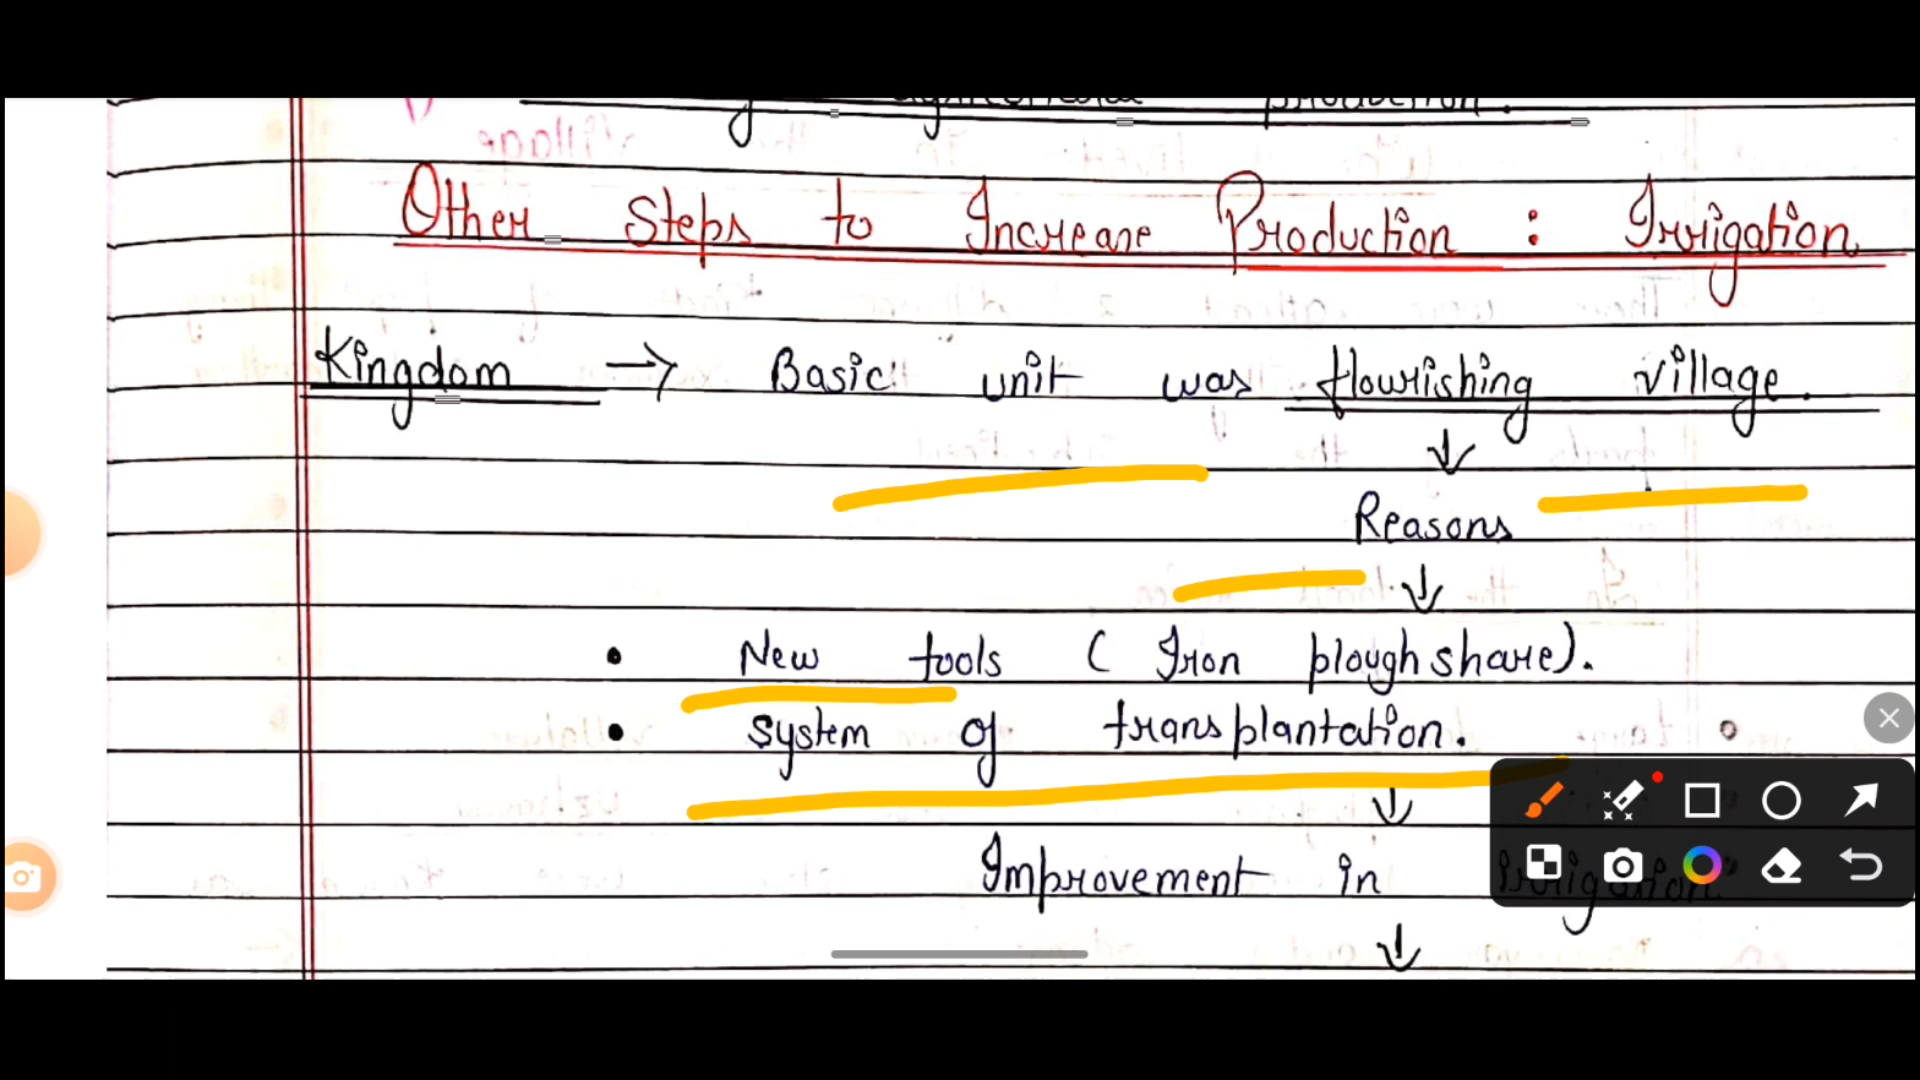 production.
Other Steps to Increase Production : Irrigation
Kingdom → Basic unit was flourishing village.
↓
Reasons
↓
• New tools ( Iron ploughshare).
• system of transplantation.
↓
Improvement in irrigation.
↓